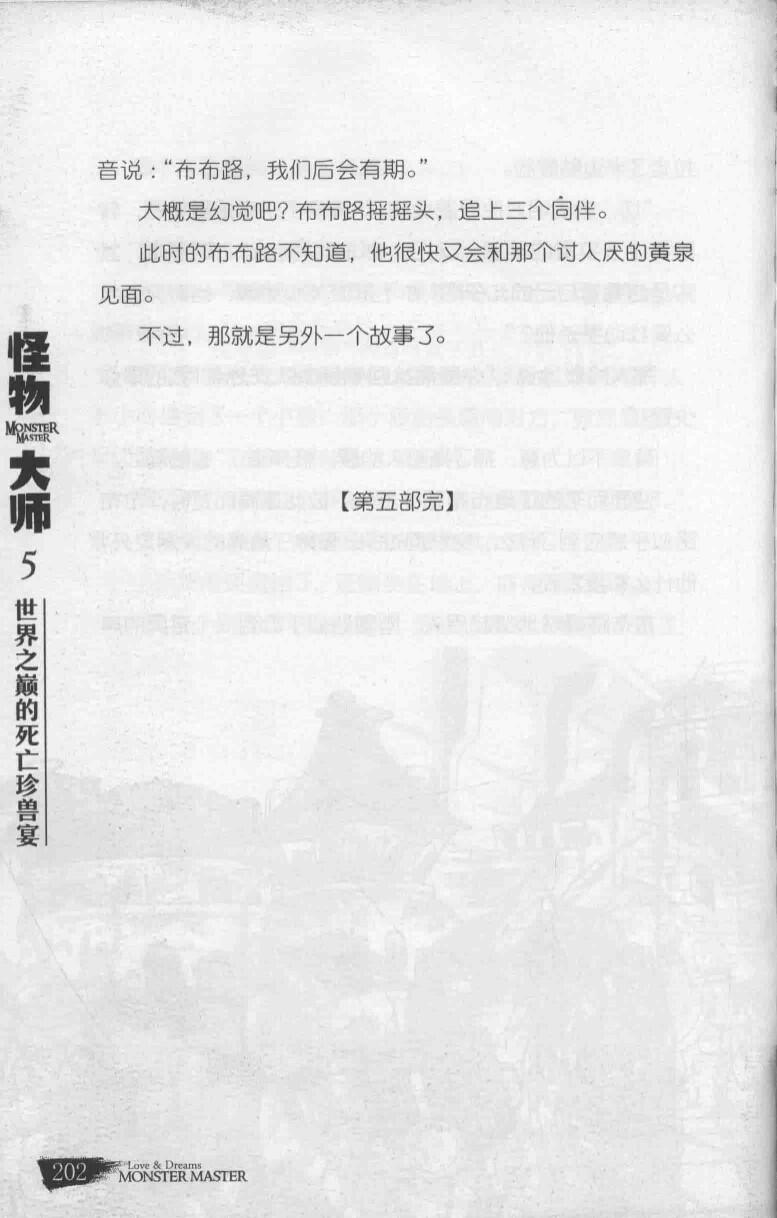 音说：“布布路，我们后会有期。”
大概是幻觉吧？布布路摇摇头，追上三个同伴。
此时的布布路不知道，他很快又会和那个讨人厌的黄泉
见面。
不过，那就是另外一个故事了。
【第五部完】
怪物
MONSTER
MASTER
大师
5
世界之巅的死亡珍兽宴
202
Love & Dreams
MONSTER MASTER